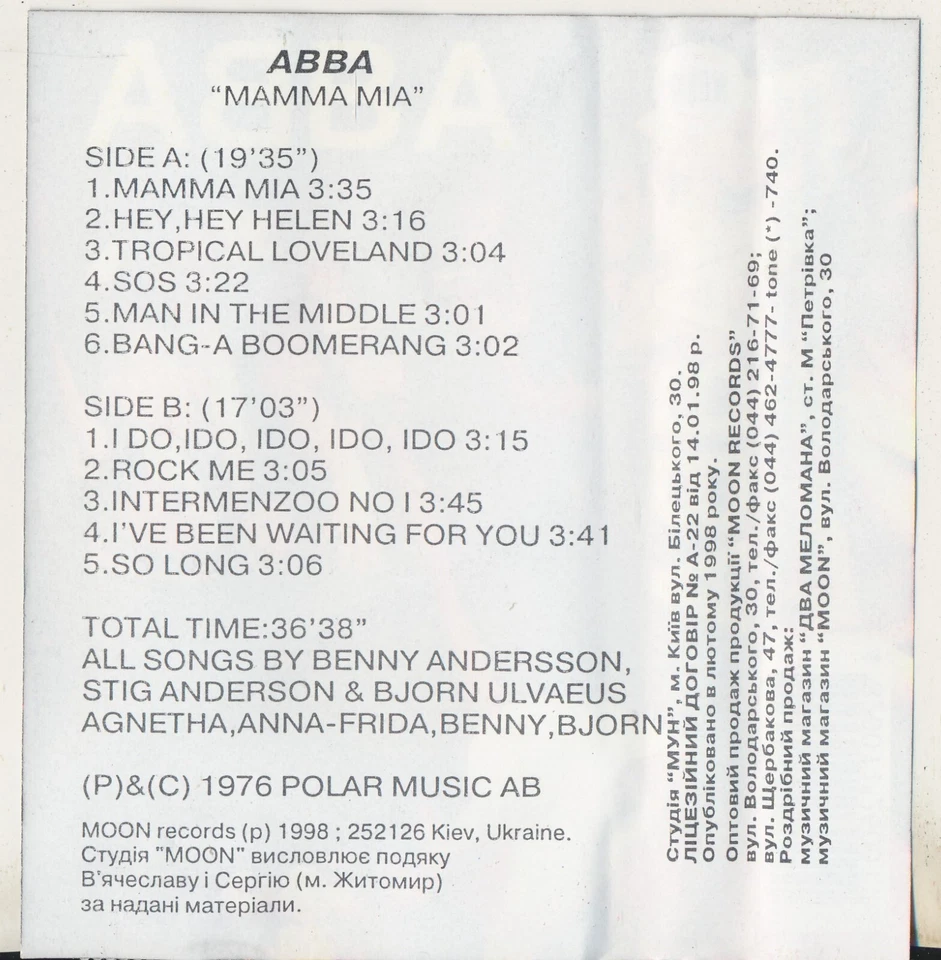 ABBA
“MAMMA MIA”
SIDE A: (19’35”)
1.MAMMA MIA 3:35
2.HEY,HEY HELEN 3:16
3.TROPICAL LOVELAND 3:04
4.SOS 3:22
5.MAN IN THE MIDDLE 3:01
6.BANG-A BOOMERANG 3:02
SIDE B: (17’03”)
1.I DO,IDO, IDO, IDO, IDO 3:15
2.ROCK ME 3:05
3.INTERMENZOO NO I 3:45
4.I’VE BEEN WAITING FOR YOU 3:41
5.SO LONG 3:06
TOTAL TIME:36’38”
ALL SONGS BY BENNY ANDERSSON,
STIG ANDERSON & BJORN ULVAEUS
AGNETHA,ANNA-FRIDA,BENNY,BJORN
(P)&(C) 1976 POLAR MUSIC AB
MOON records (p) 1998 ; 252126 Kiev, Ukraine.
Студія "MOON" висловлює подяку
В’ячеславу і Сергію (м. Житомир)
за надані матеріали.
Студія “МУН”, м. Київ вул. Білецького, 30.
ЛІЦЕЗІЙНИЙ ДОГОВІР № А-22 від 14.01.98 р.
Опубліковано в лютому 1998 року.
Оптовий продаж продукції “MOON RECORDS”
вул. Володарського, 30, тел./факс (044) 216-71-69;
вул. Щербакова, 47, тел./факс (044) 462-4777- tone (*) -740.
Роздрібний продаж:
музичний магазин “ДВА МЕЛОМАНА”, ст. М “Петрівка”;
музичний магазин “MOON”, вул. Володарського, 30